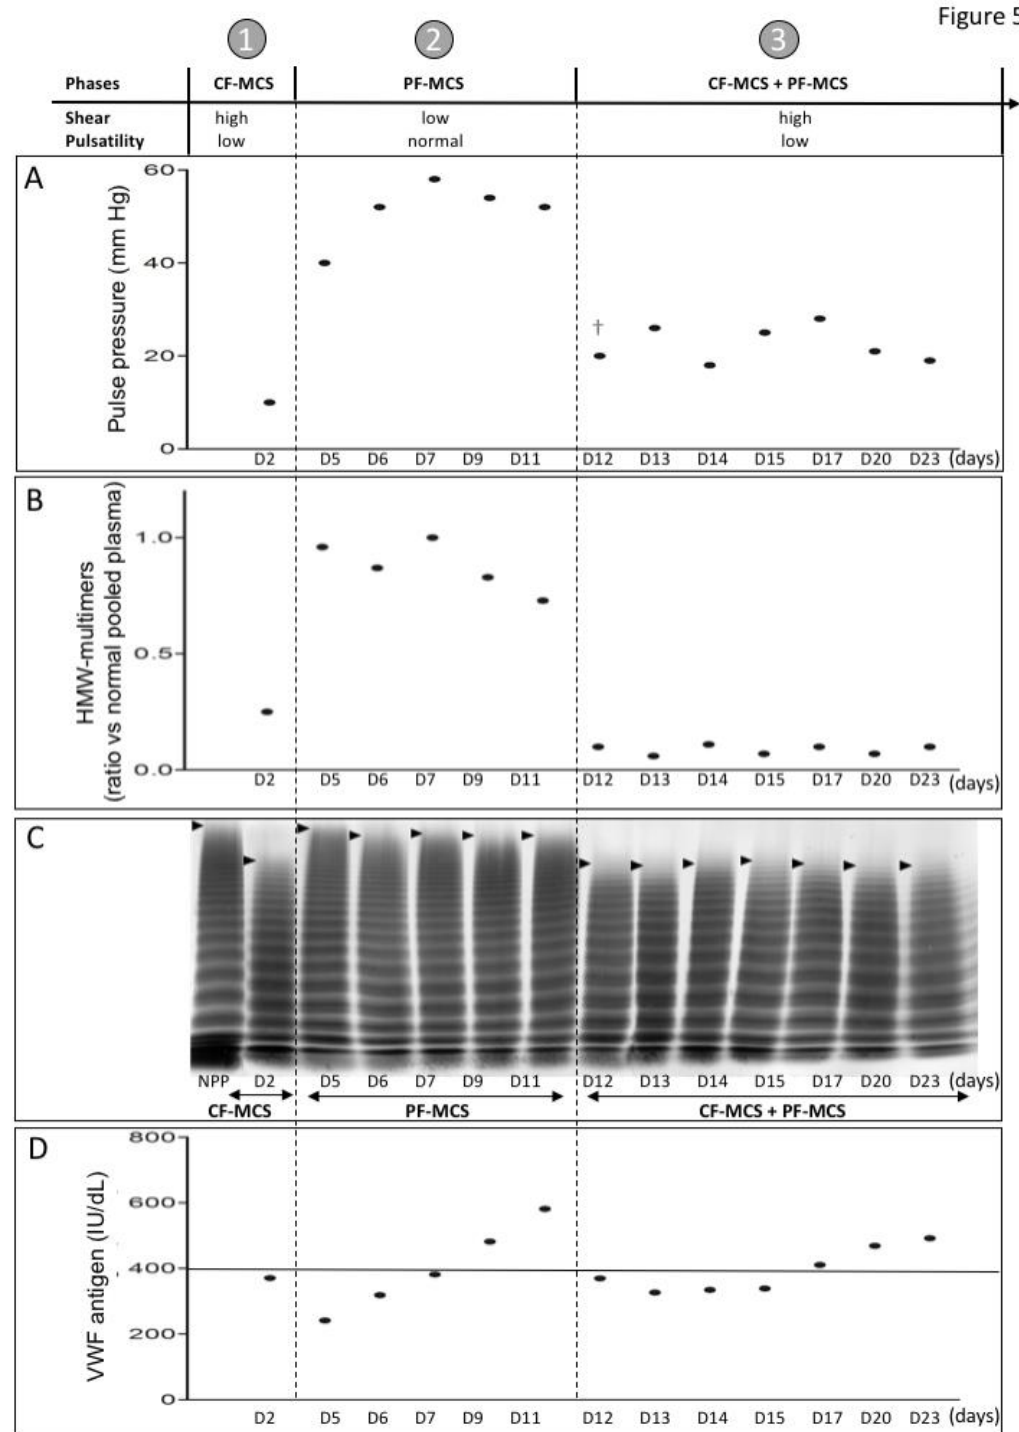 Figure 5
1 2 3
Phases CF-MCS PF-MCS CF-MCS + PF-MCS
Shear high low high
Pulsatility low normal low
A
Pulse pressure (mm Hg)
60
40
20
0
†
D2 D5 D6 D7 D9 D11 D12 D13 D14 D15 D17 D20 D23 (days)
B
HMW-multimers
(ratio vs normal pooled plasma)
1.0
0.5
0.0
D2 D5 D6 D7 D9 D11 D12 D13 D14 D15 D17 D20 D23 (days)
C
NPP D2 D5 D6 D7 D9 D11 D12 D13 D14 D15 D17 D20 D23 (days)
CF-MCS PF-MCS CF-MCS + PF-MCS
D
VWF antigen (IU/dL)
800
600
400
200
0
D2 D5 D6 D7 D9 D11 D12 D13 D14 D15 D17 D20 D23 (days)